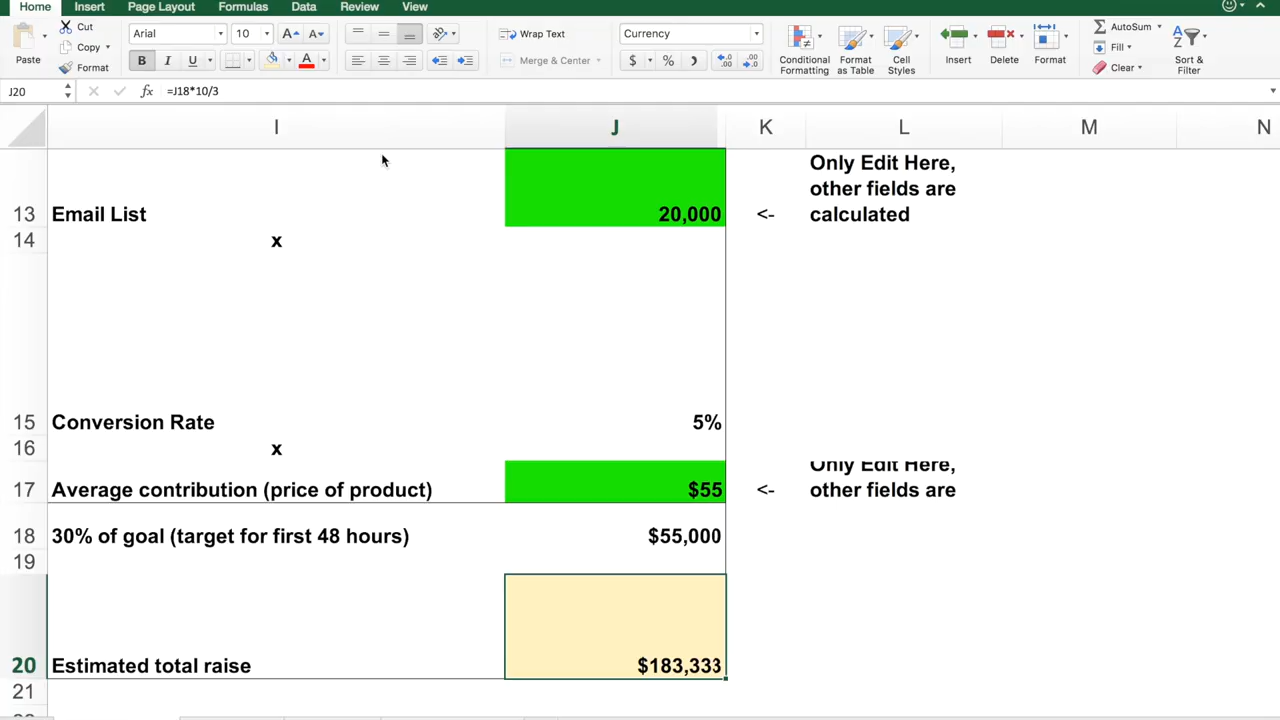 Home Insert Page Layout Formulas Data Review View
Paste
Cut
Copy
Format
Arial 10
B I U
A A
Wrap Text
Merge & Center
Currency
$ %
Conditional Formatting
Format as Table
Cell Styles
Insert
Delete
Format
AutoSum
Fill
Clear
Sort & Filter
J20 fx =J18*10/3
I J K L M N
Only Edit Here,
other fields are
13 Email List 20,000 <- calculated
14 x
15 Conversion Rate 5%
16 x
Only Edit Here,
17 Average contribution (price of product) $55 <- other fields are
18 30% of goal (target for first 48 hours) $55,000
19
20 Estimated total raise $183,333
21